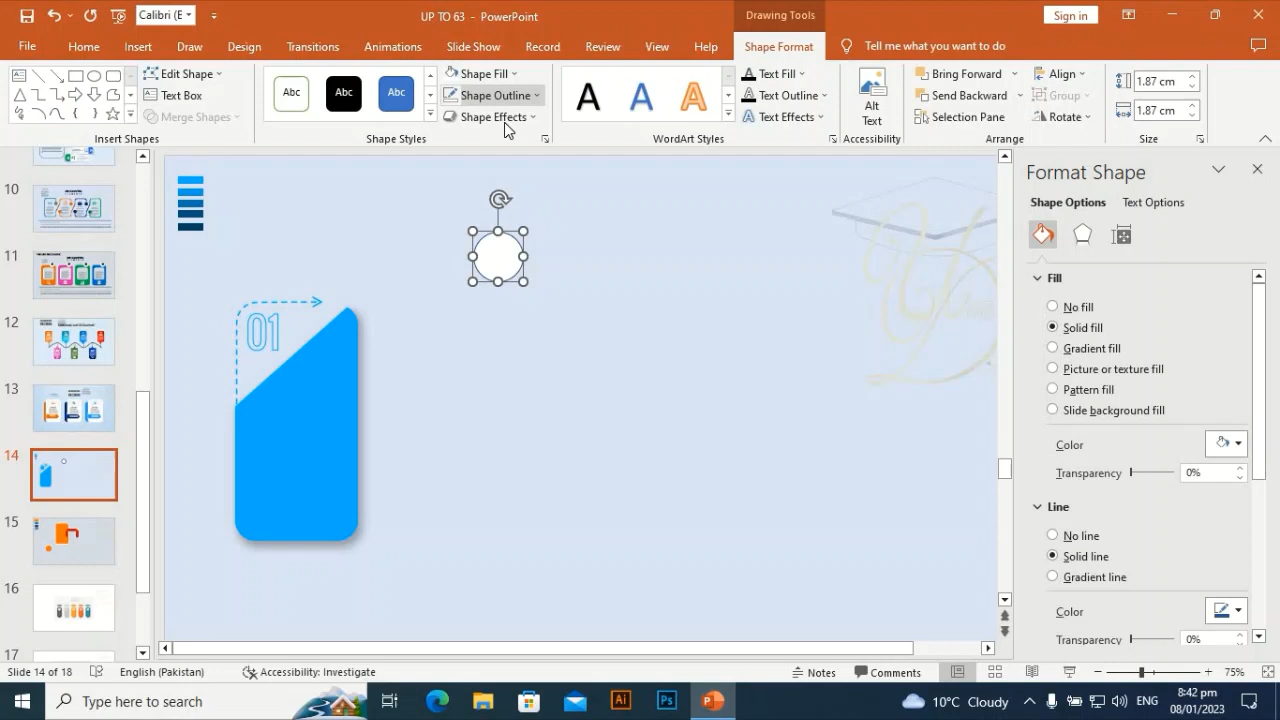 Calibri (E
UP TO 63 - PowerPoint
Drawing Tools
Sign in
File
Home
Insert
Draw
Design
Transitions
Animations
Slide Show
Record
Review
View
Help
Shape Format
Tell me what you want to do
Edit Shape
Text Box
Merge Shapes
Insert Shapes
Abc
Abc
Abc
Shape Fill
Shape Outline
Shape Effects
Shape Styles
A
A
A
Text Fill
Text Outline
Text Effects
WordArt Styles
Alt
Text
Accessibility
Bring Forward
Send Backward
Selection Pane
Align
Group
Rotate
Arrange
1.87 cm
1.87 cm
Size
10
11
12
13
14
15
16
17
01
Format Shape
Shape Options
Text Options
Fill
No fill
Solid fill
Gradient fill
Picture or texture fill
Pattern fill
Slide background fill
Color
Transparency
0%
Line
No line
Solid line
Gradient line
Color
Transparency
0%
Slide 14 of 18
English (Pakistan)
Accessibility: Investigate
Notes
Comments
75%
Type here to search
Ai
Ps
P
10°C Cloudy
ENG
8:42 pm
08/01/2023